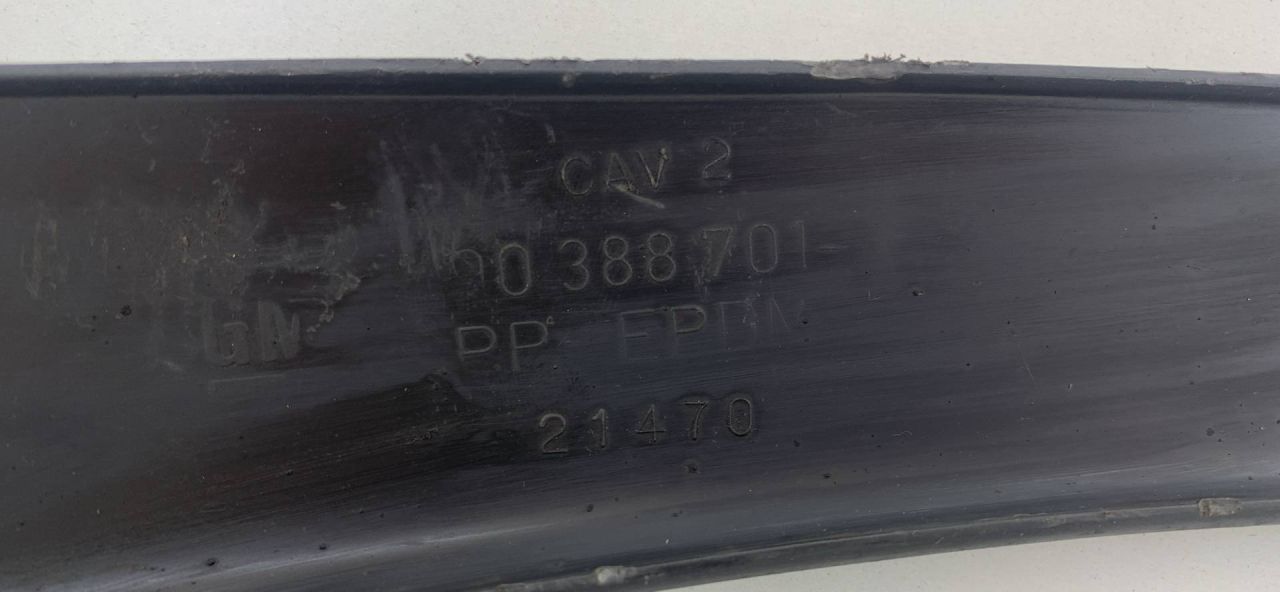 CAV 2
90 388 701-
GM
PP EPDM
21470